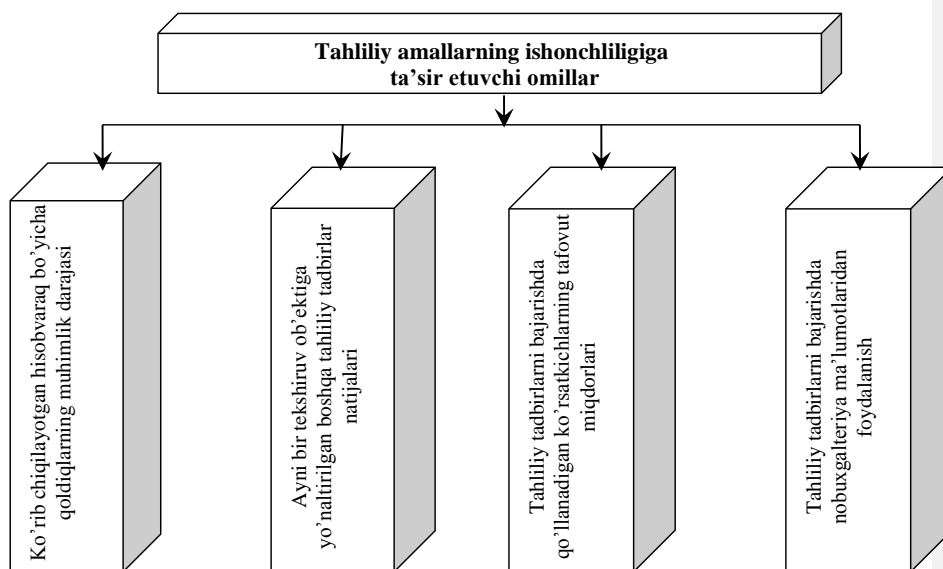 Tahliliy amallarning ishonchliligiga
ta’sir etuvchi omillar
Ko’rib chiqilayotgan hisobvaraq bo’yicha
qoldiqlarning muhimlik darajasi
Ayni bir tekshiruv ob’ektiga
yo’naltirilgan boshqa tahliliy tadbirlar
natijalari
Tahliliy tadbirlarni bajarishda
qo’llanadigan ko’rsatkichlarning tafovut
miqdorlari
Tahliliy tadbirlarni bajarishda
nobuxgalteriya ma’lumotlaridan
foydalanish